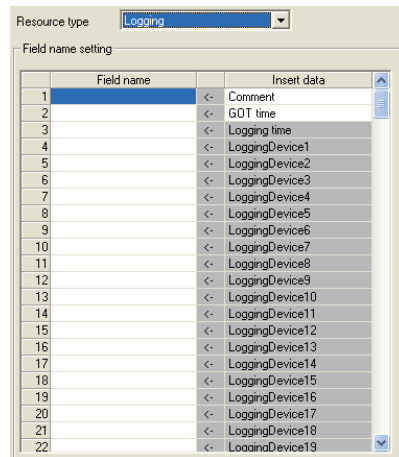 Resource type Logging
Field name setting
Field name Insert data
1 <- Comment
2 <- GOT time
3 <- Logging time
4 <- LoggingDevice1
5 <- LoggingDevice2
6 <- LoggingDevice3
7 <- LoggingDevice4
8 <- LoggingDevice5
9 <- LoggingDevice6
10 <- LoggingDevice7
11 <- LoggingDevice8
12 <- LoggingDevice9
13 <- LoggingDevice10
14 <- LoggingDevice11
15 <- LoggingDevice12
16 <- LoggingDevice13
17 <- LoggingDevice14
18 <- LoggingDevice15
19 <- LoggingDevice16
20 <- LoggingDevice17
21 <- LoggingDevice18
22 <- LoggingDevice19